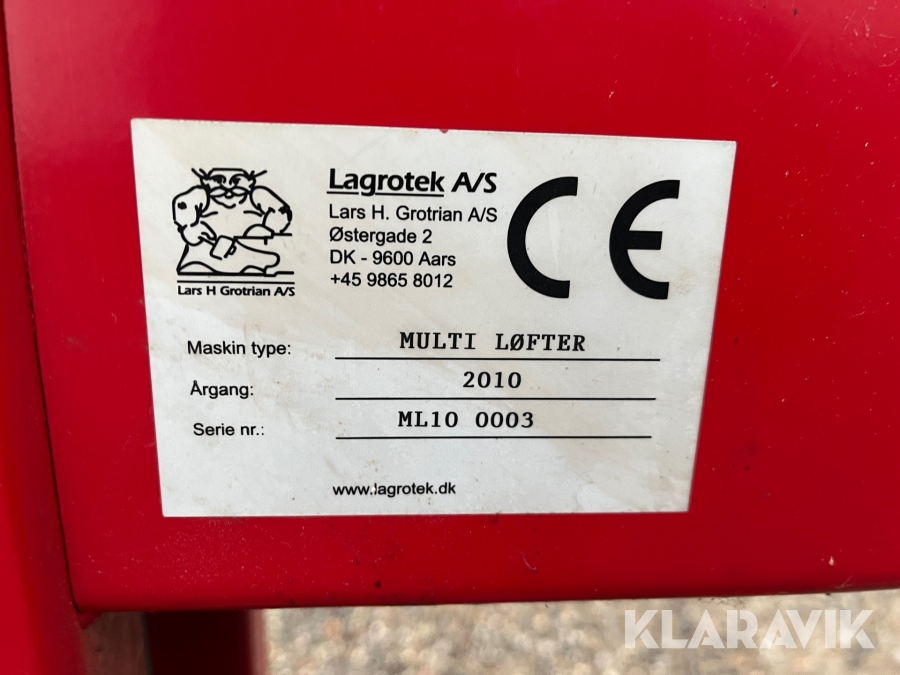 Lagrotek A/S
Lars H. Grotrian A/S
Østergade 2
DK - 9600 Aars
+45 9865 8012
CE
Lars H Grotrian A/S
Maskin type: MULTI LØFTER
Årgang: 2010
Serie nr.: ML10 0003
www.lagrotek.dk
KLARAVIK